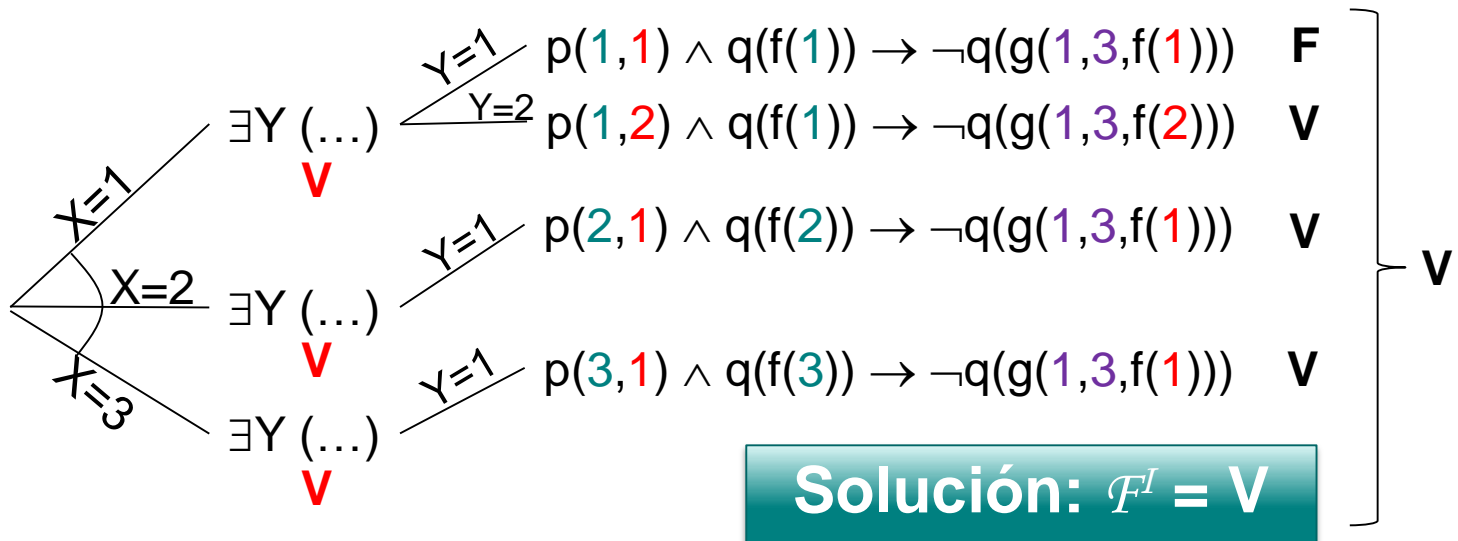 Y=1 p(1,1) ∧ q(f(1)) → ¬q(g(1,3,f(1))) F
∃Y (…) Y=2 p(1,2) ∧ q(f(1)) → ¬q(g(1,3,f(2))) V
V
X=1
Y=1 p(2,1) ∧ q(f(2)) → ¬q(g(1,3,f(1))) V
V
X=2 ∃Y (…)
V
Y=1 p(3,1) ∧ q(f(3)) → ¬q(g(1,3,f(1))) V
X=3
∃Y (…)
V
Solución: ℱᴵ = V